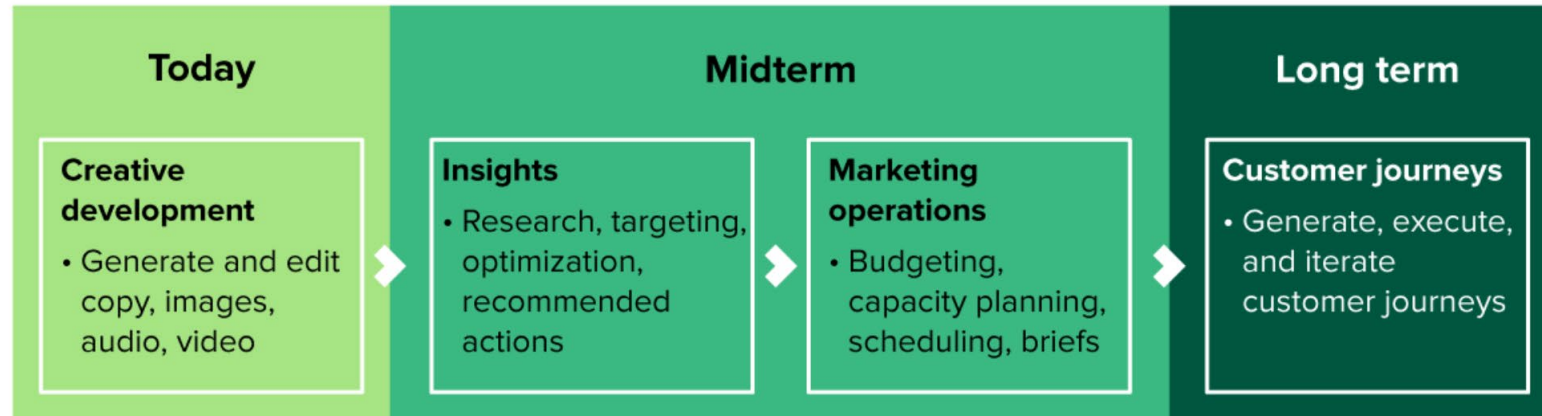 Today
Midterm
Long term
Creative
development
• Generate and edit
copy, images,
audio, video
Insights
• Research, targeting,
optimization,
recommended
actions
Marketing
operations
• Budgeting,
capacity planning,
scheduling, briefs
Customer journeys
• Generate, execute,
and iterate
customer journeys